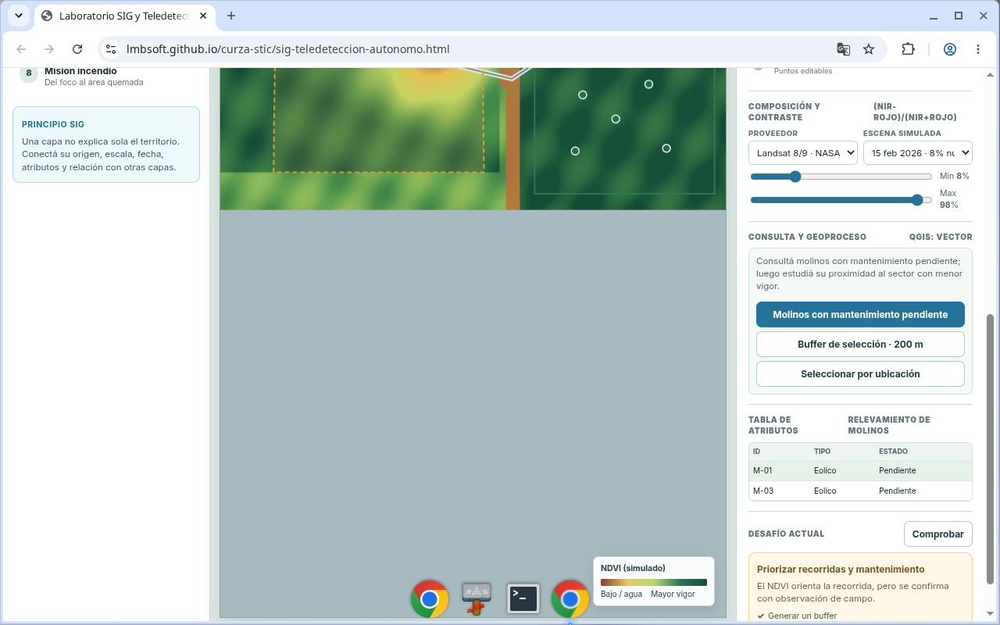 Laboratorio SIG y Teledetec
lmbsoft.github.io/curza-stic/sig-teledeteccion-autonomo.html
8
Misión Incendio
Del foco al área quemada
PRINCIPIO SIG
Una capa no explica sola el territorio.
Conectá su origen, escala, fecha,
atributos y relación con otras capas.
NDVI (simulado)
Bajo / agua Mayor vigor
Puntos editables
COMPOSICIÓN Y CONTRASTE
(NIR-ROJO)/(NIR+ROJO)
PROVEEDOR
ESCENA SIMULADA
Landsat 8/9 · NASA
15 feb 2026 · 8% nu
Min 8%
Max
98%
CONSULTA Y GEOPROCESO
QGIS: VECTOR
Consultá molinos con mantenimiento pendiente;
luego estudiá su proximidad al sector con menor
vigor.
Molinos con mantenimiento pendiente
Buffer de selección · 200 m
Seleccionar por ubicación
TABLA DE ATRIBUTOS
RELEVAMIENTO DE MOLINOS
ID TIPO ESTADO
M-01 Eolico Pendiente
M-03 Eolico Pendiente
DESAFÍO ACTUAL
Comprobar
Priorizar recorridas y mantenimiento
El NDVI orienta la recorrida, pero se confirma
con observación de campo.
✔ Generar un buffer